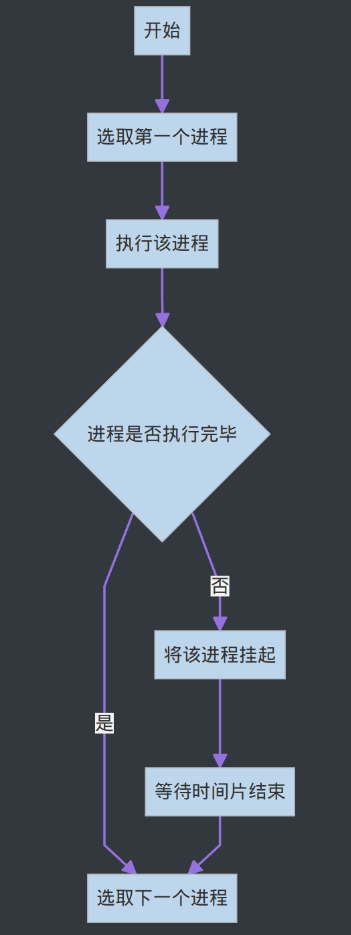 开始
选取第一个进程
执行该进程
进程是否执行完毕
否
将该进程挂起
是
等待时间片结束
选取下一个进程